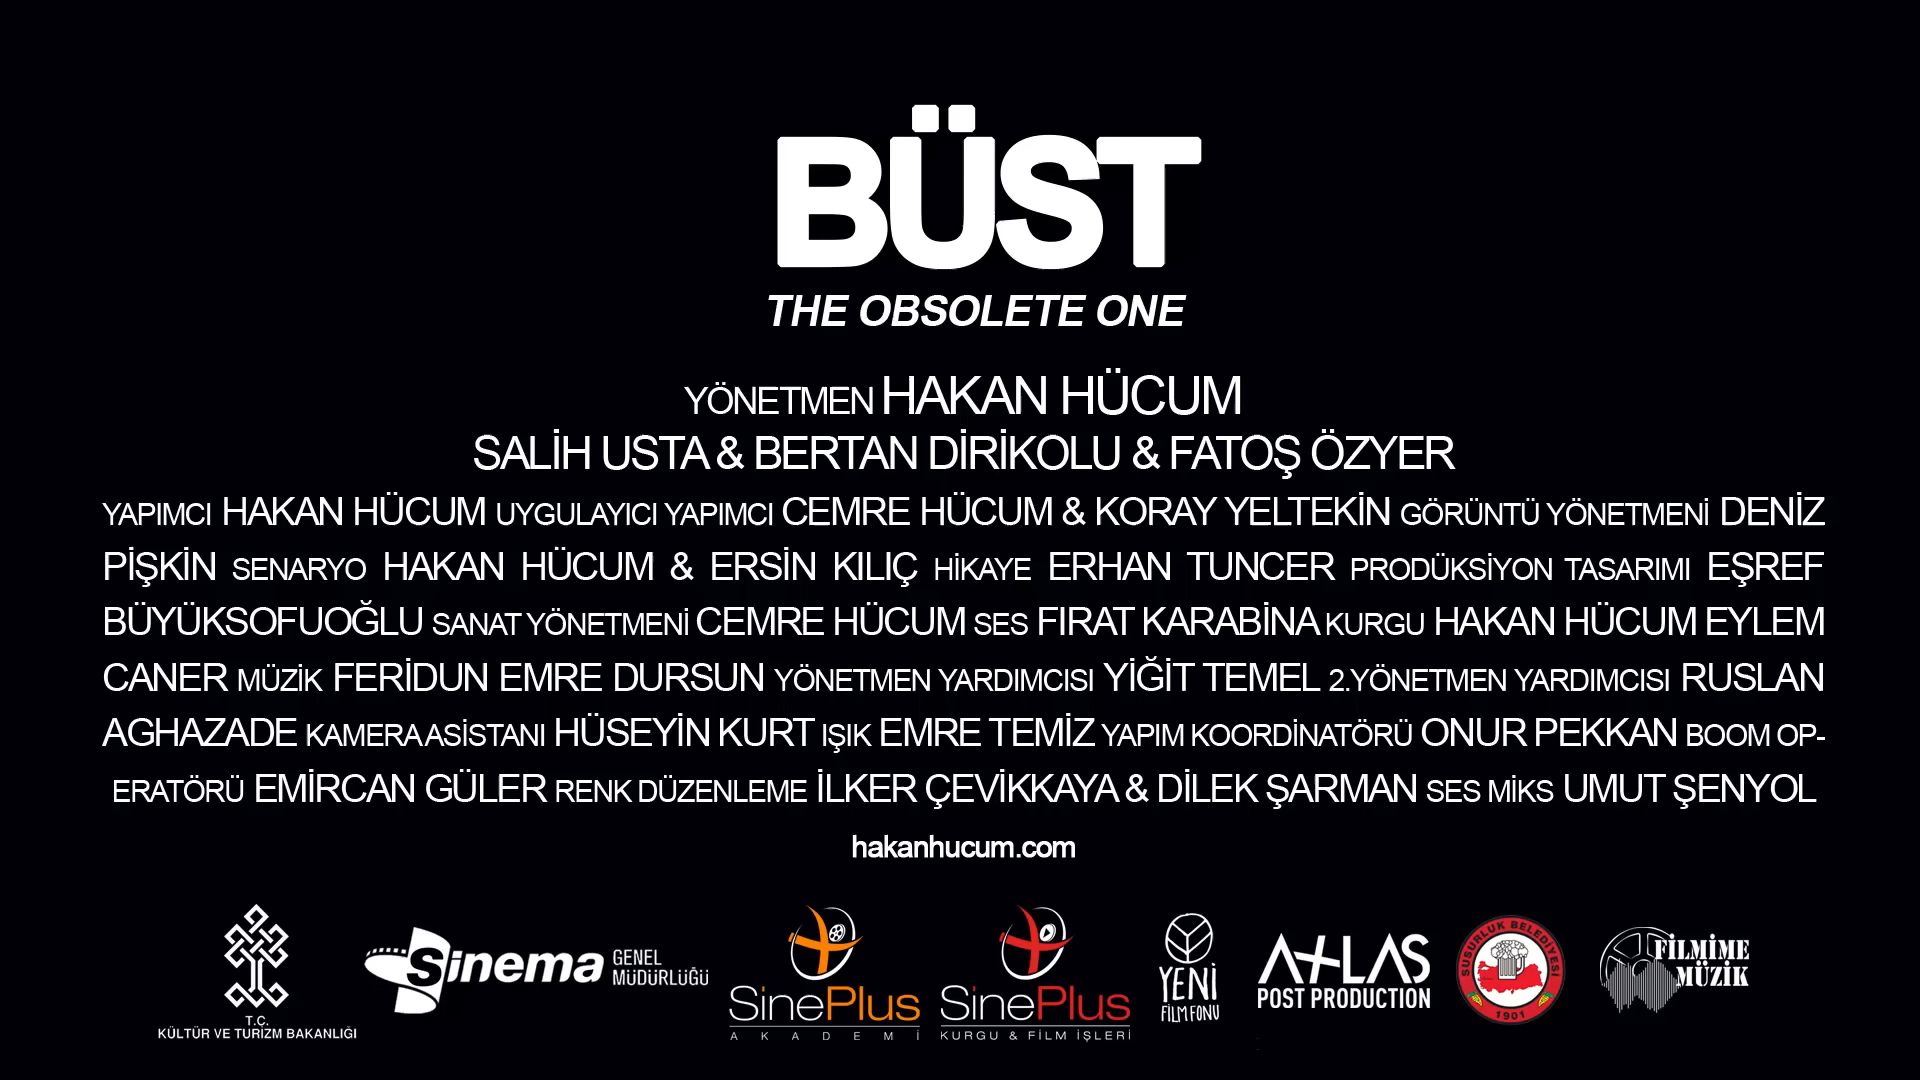 BÜST
THE OBSOLETE ONE
YÖNETMEN HAKAN HÜCUM
SALİH USTA & BERTAN DİRİKOLU & FATOŞ ÖZYER
YAPIMCI HAKAN HÜCUM UYGULAYICI YAPIMCI CEMRE HÜCUM & KORAY YELTEKİN GÖRÜNTÜ YÖNETMENİ DENİZ
PİŞKİN SENARYO HAKAN HÜCUM & ERSİN KILIÇ HİKAYE ERHAN TUNCER PRODÜKSİYON TASARIMI EŞREF
BÜYÜKSOFUOĞLU SANAT YÖNETMENİ CEMRE HÜCUM SES FIRAT KARABİNA KURGU HAKAN HÜCUM EYLEM
CANER MÜZİK FERİDUN EMRE DURSUN YÖNETMEN YARDIMCISI YİĞİT TEMEL 2.YÖNETMEN YARDIMCISI RUSLAN
AGHAZADE KAMERA ASİSTANI HÜSEYİN KURT IŞIK EMRE TEMİZ YAPIM KOORDİNATÖRÜ ONUR PEKKAN BOOM OP-
ERATÖRÜ EMİRCAN GÜLER RENK DÜZENLEME İLKER ÇEVİKKAYA & DİLEK ŞARMAN SES MİKS UMUT ŞENYOL
hakanhucum.com
T.C.
KÜLTÜR VE TURİZM BAKANLIĞI
Sinema
GENEL
MÜDÜRLÜĞÜ
SinePlus
AKADEMİ
SinePlus
KURGU & FİLM İŞLERİ
YENİ
FİLM FONU
ATLAS
POST PRODUCTION
SUSURLUK BELEDİYESİ
1901
FİLMİME
MÜZİK